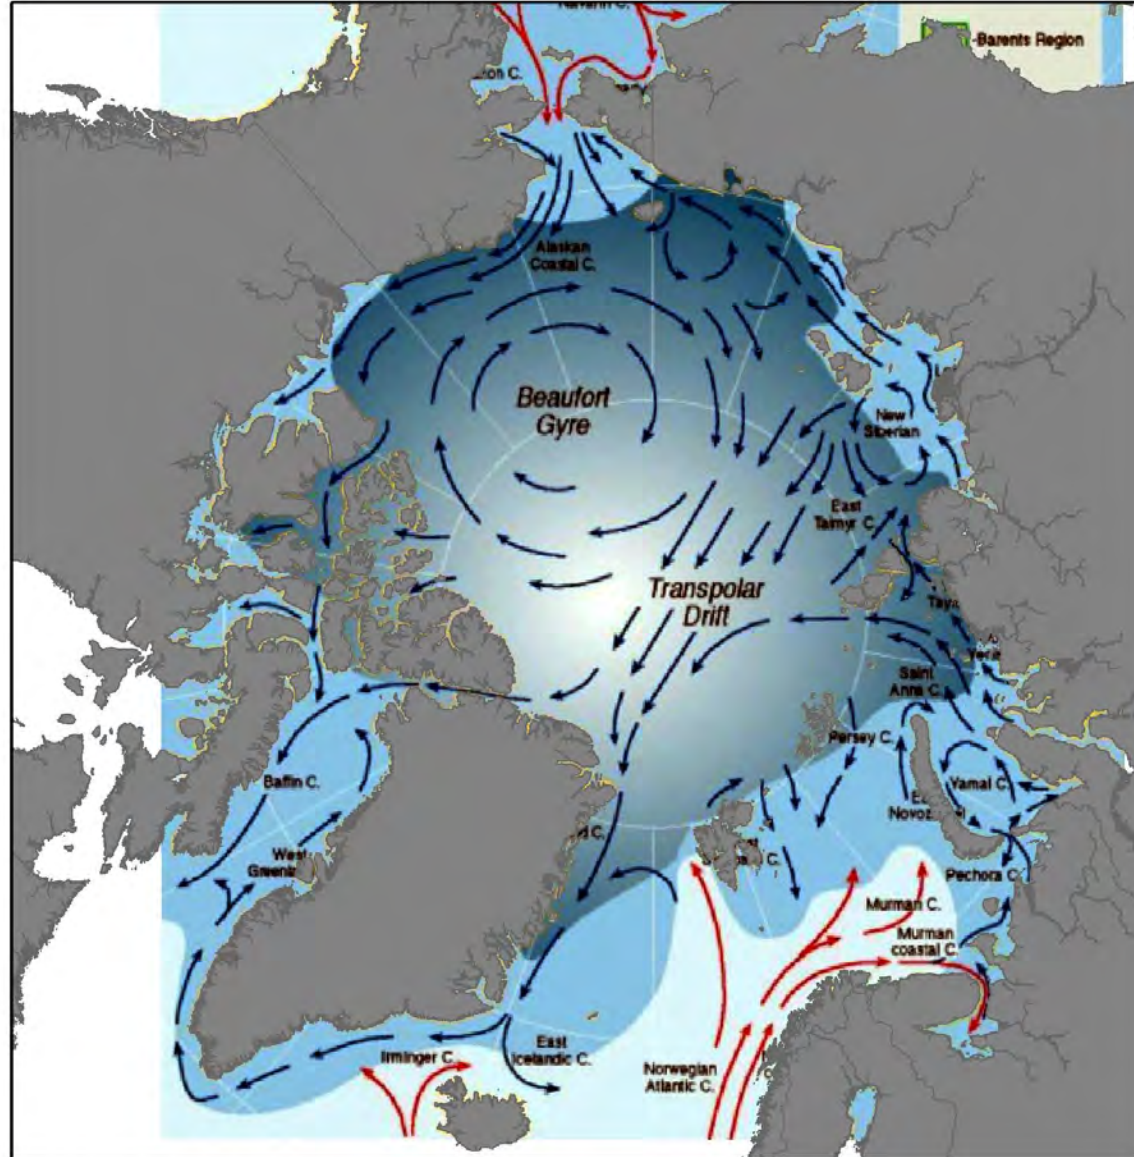 Navarin C.
-Barents Region
Alaskan
Coastal C.
Beaufort
Gyre
New
Siberian
East
Taimyr C.
Transpolar
Drift
Saint
Anna C.
Persey C.
Baffin C.
Yamal C.
West
Pechora C.
Murman C.
Murman
coastal C.
East
Icelandic C.
Irminger C.
Norwegian
Atlantic C.